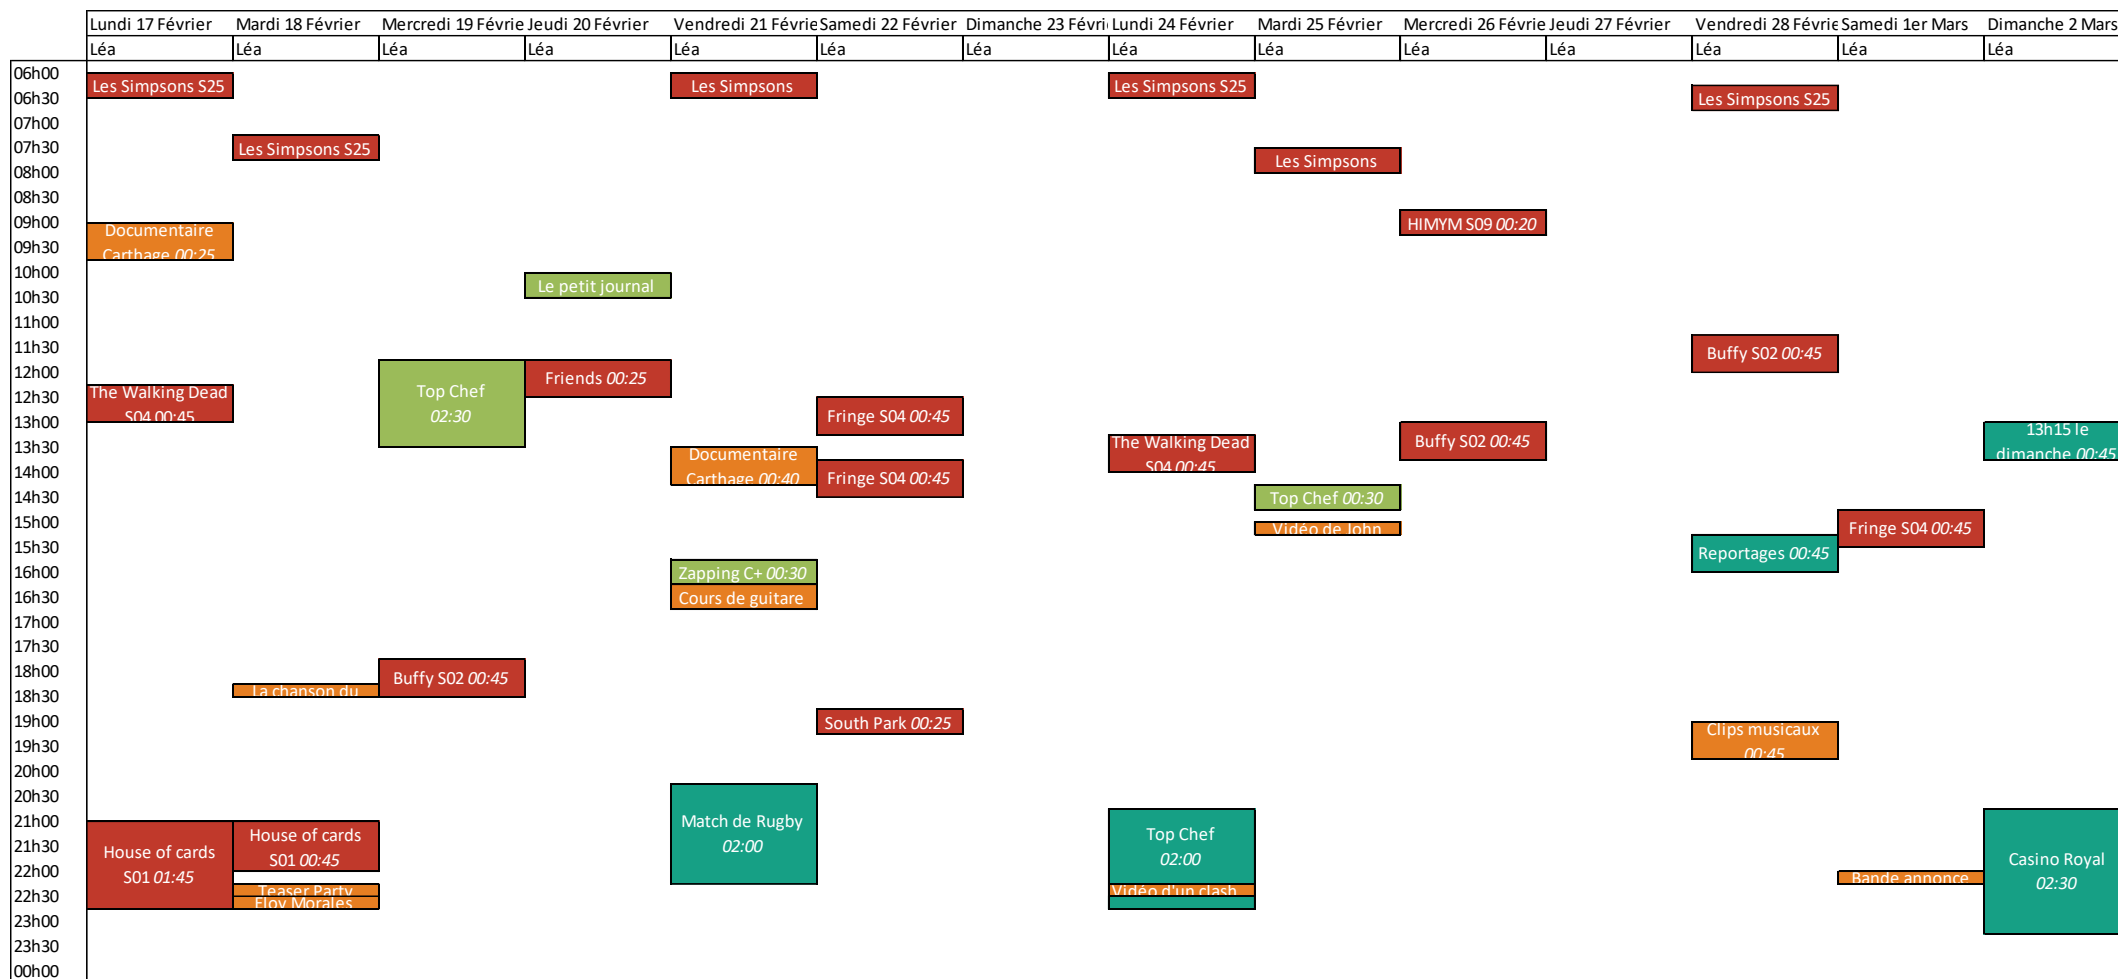 Lundi 17 Février Mardi 18 Février Mercredi 19 Févrie Jeudi 20 Février Vendredi 21 Févrie Samedi 22 Février Dimanche 23 Févri Lundi 24 Février Mardi 25 Février Mercredi 26 Févrie Jeudi 27 Février Vendredi 28 Févrie Samedi 1er Mars Dimanche 2 Mars
Léa Léa Léa Léa Léa Léa Léa Léa Léa Léa Léa Léa Léa Léa
06h00
Les Simpsons S25 Les Simpsons Les Simpsons S25
06h30
Les Simpsons S25
07h00
07h30
Les Simpsons S25
Les Simpsons
08h00
08h30
09h00
HIMYM S09 00:20
Documentaire
09h30
Carthage 00:25
10h00
Le petit journal
10h30
11h00
11h30
Buffy S02 00:45
12h00
Friends 00:25
Top Chef
The Walking Dead
12h30
02:30
S04 00:45
Fringe S04 00:45
13h00
13h15 le
Buffy S02 00:45
The Walking Dead
13h30
dimanche 00:45
Documentaire
S04 00:45
14h00
Carthage 00:40
Fringe S04 00:45
14h30
Top Chef 00:30
15h00
Vidéo de John
Fringe S04 00:45
15h30
Reportages 00:45
16h00
Zapping C+ 00:30
16h30
Cours de guitare
17h00
17h30
18h00
Buffy S02 00:45
18h30
La chanson du
19h00
South Park 00:25
Clips musicaux
19h30
00:45
20h00
20h30
21h00
Match de Rugby
02:00
House of cards
S01 00:45
Top Chef
02:00
21h30
House of cards
S01 01:45
Casino Royal
02:30
22h00
Bande annonce
22h30
Teaser Party
Eloy Morales
Vidéo d'un clash
23h00
23h30
00h00